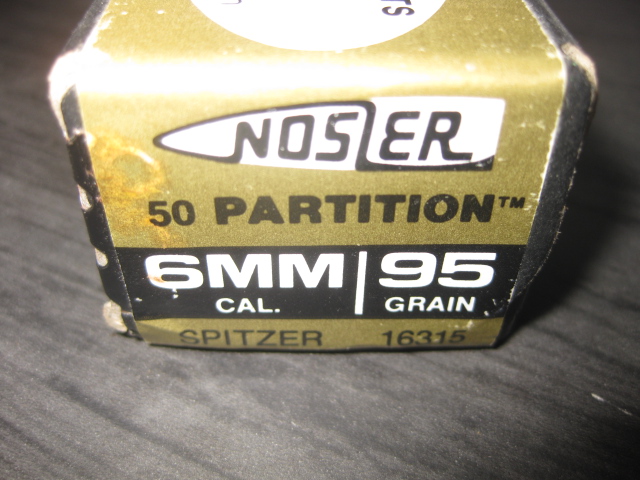 NOSLER
50 PARTITION™
6MM | 95
CAL. GRAIN
SPITZER 16315